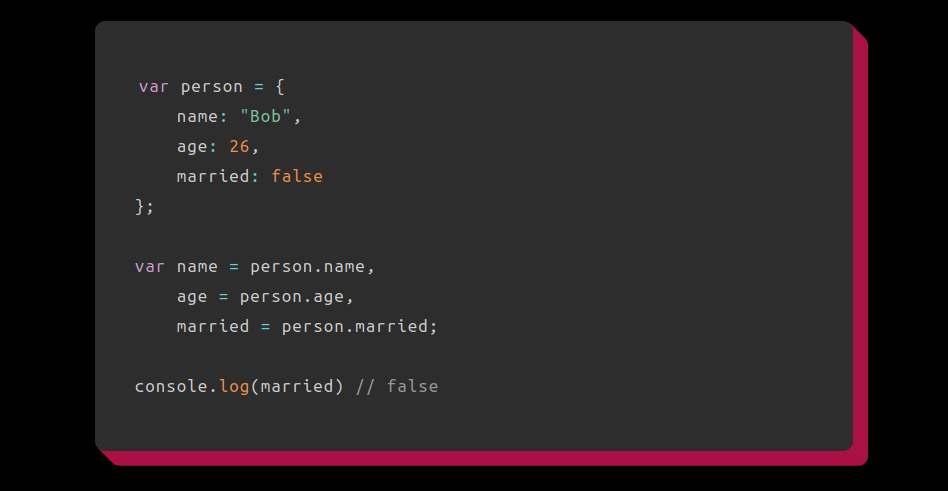 var person = {
    name: "Bob",
    age: 26,
    married: false
};
var name = person.name,
    age = person.age,
    married = person.married;
console.log(married) // false